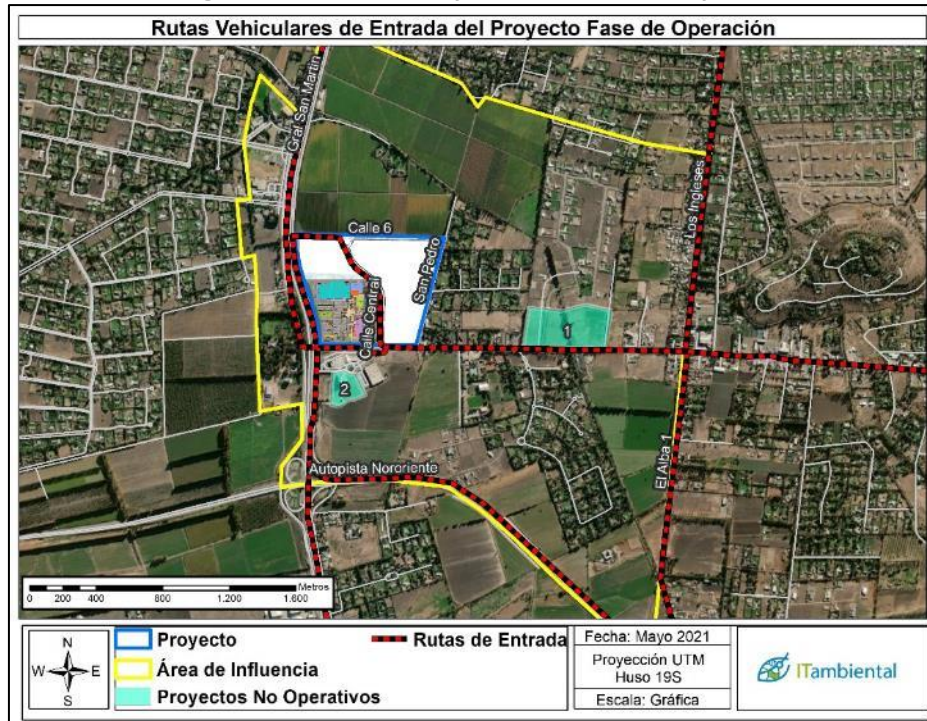 Rutas Vehiculares de Entrada del Proyecto Fase de Operación
Gral San Martín
Los Ingleses
Calle 6
San Pedro
Calle Central
1
2
El Alba 1
Autopista Nororiente
Metros
0 200 400 800 1.200 1.600
N
W E
S
Proyecto
Área de Influencia
Proyectos No Operativos
Rutas de Entrada
Fecha: Mayo 2021
Proyección UTM
Huso 19S
Escala: Gráfica
ITambiental